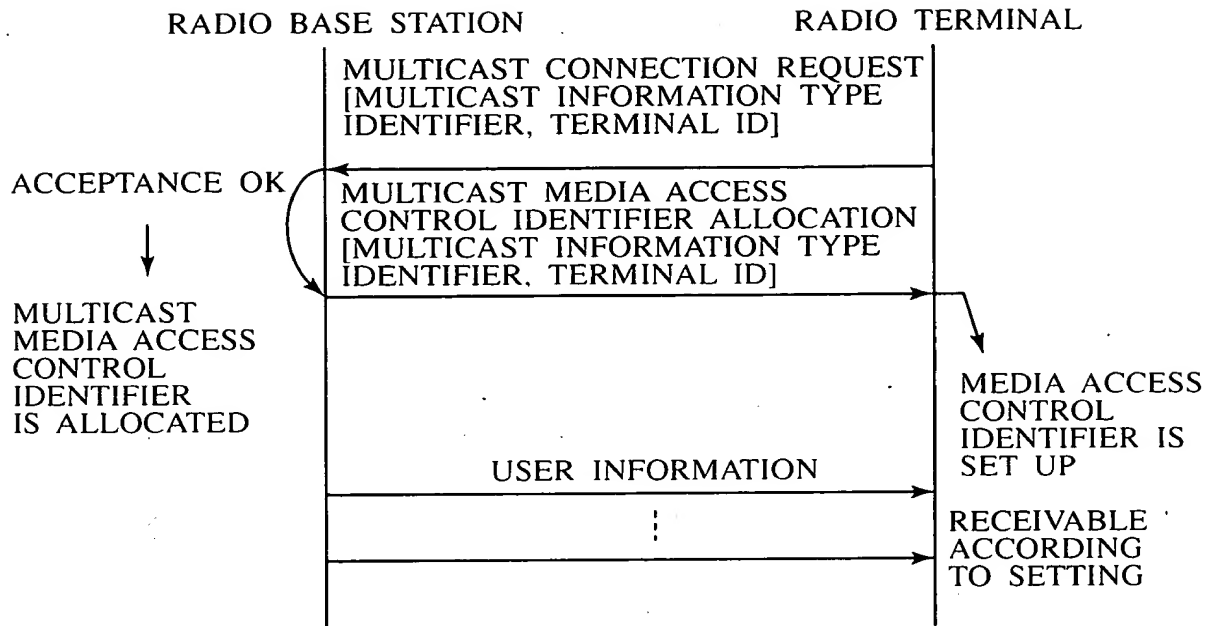 RADIO BASE STATION
RADIO TERMINAL
MULTICAST CONNECTION REQUEST
[MULTICAST INFORMATION TYPE
IDENTIFIER, TERMINAL ID]
ACCEPTANCE OK
MULTICAST MEDIA ACCESS
CONTROL IDENTIFIER ALLOCATION
[MULTICAST INFORMATION TYPE
IDENTIFIER, TERMINAL ID]
MULTICAST
MEDIA ACCESS
CONTROL
IDENTIFIER
IS ALLOCATED
MEDIA ACCESS
CONTROL
IDENTIFIER IS
SET UP
USER INFORMATION
RECEIVABLE
ACCORDING
TO SETTING